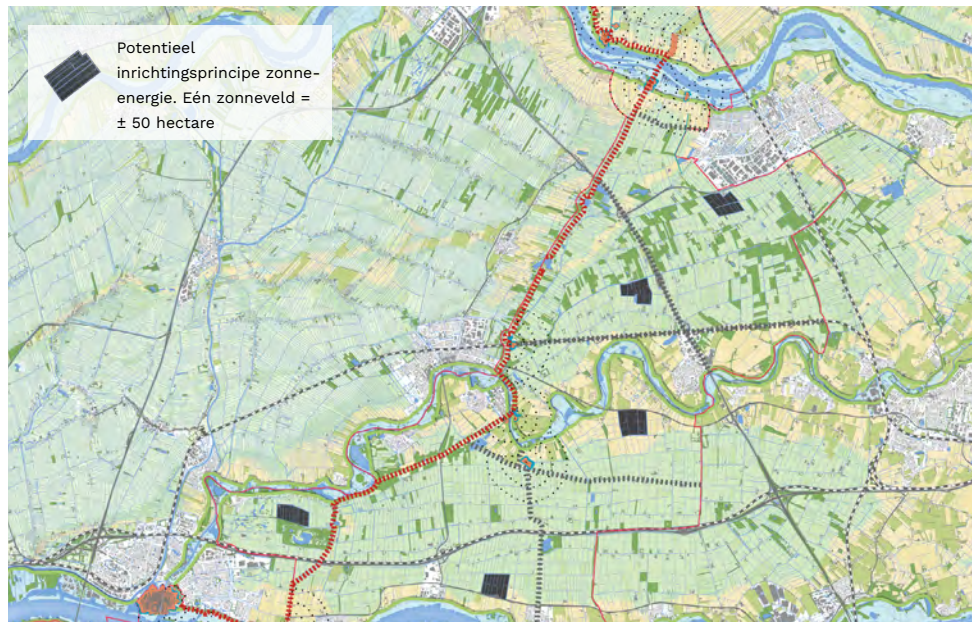 Potentieel
inrichtingsprincipe zonne-
energie. Eén zonneveld =
± 50 hectare